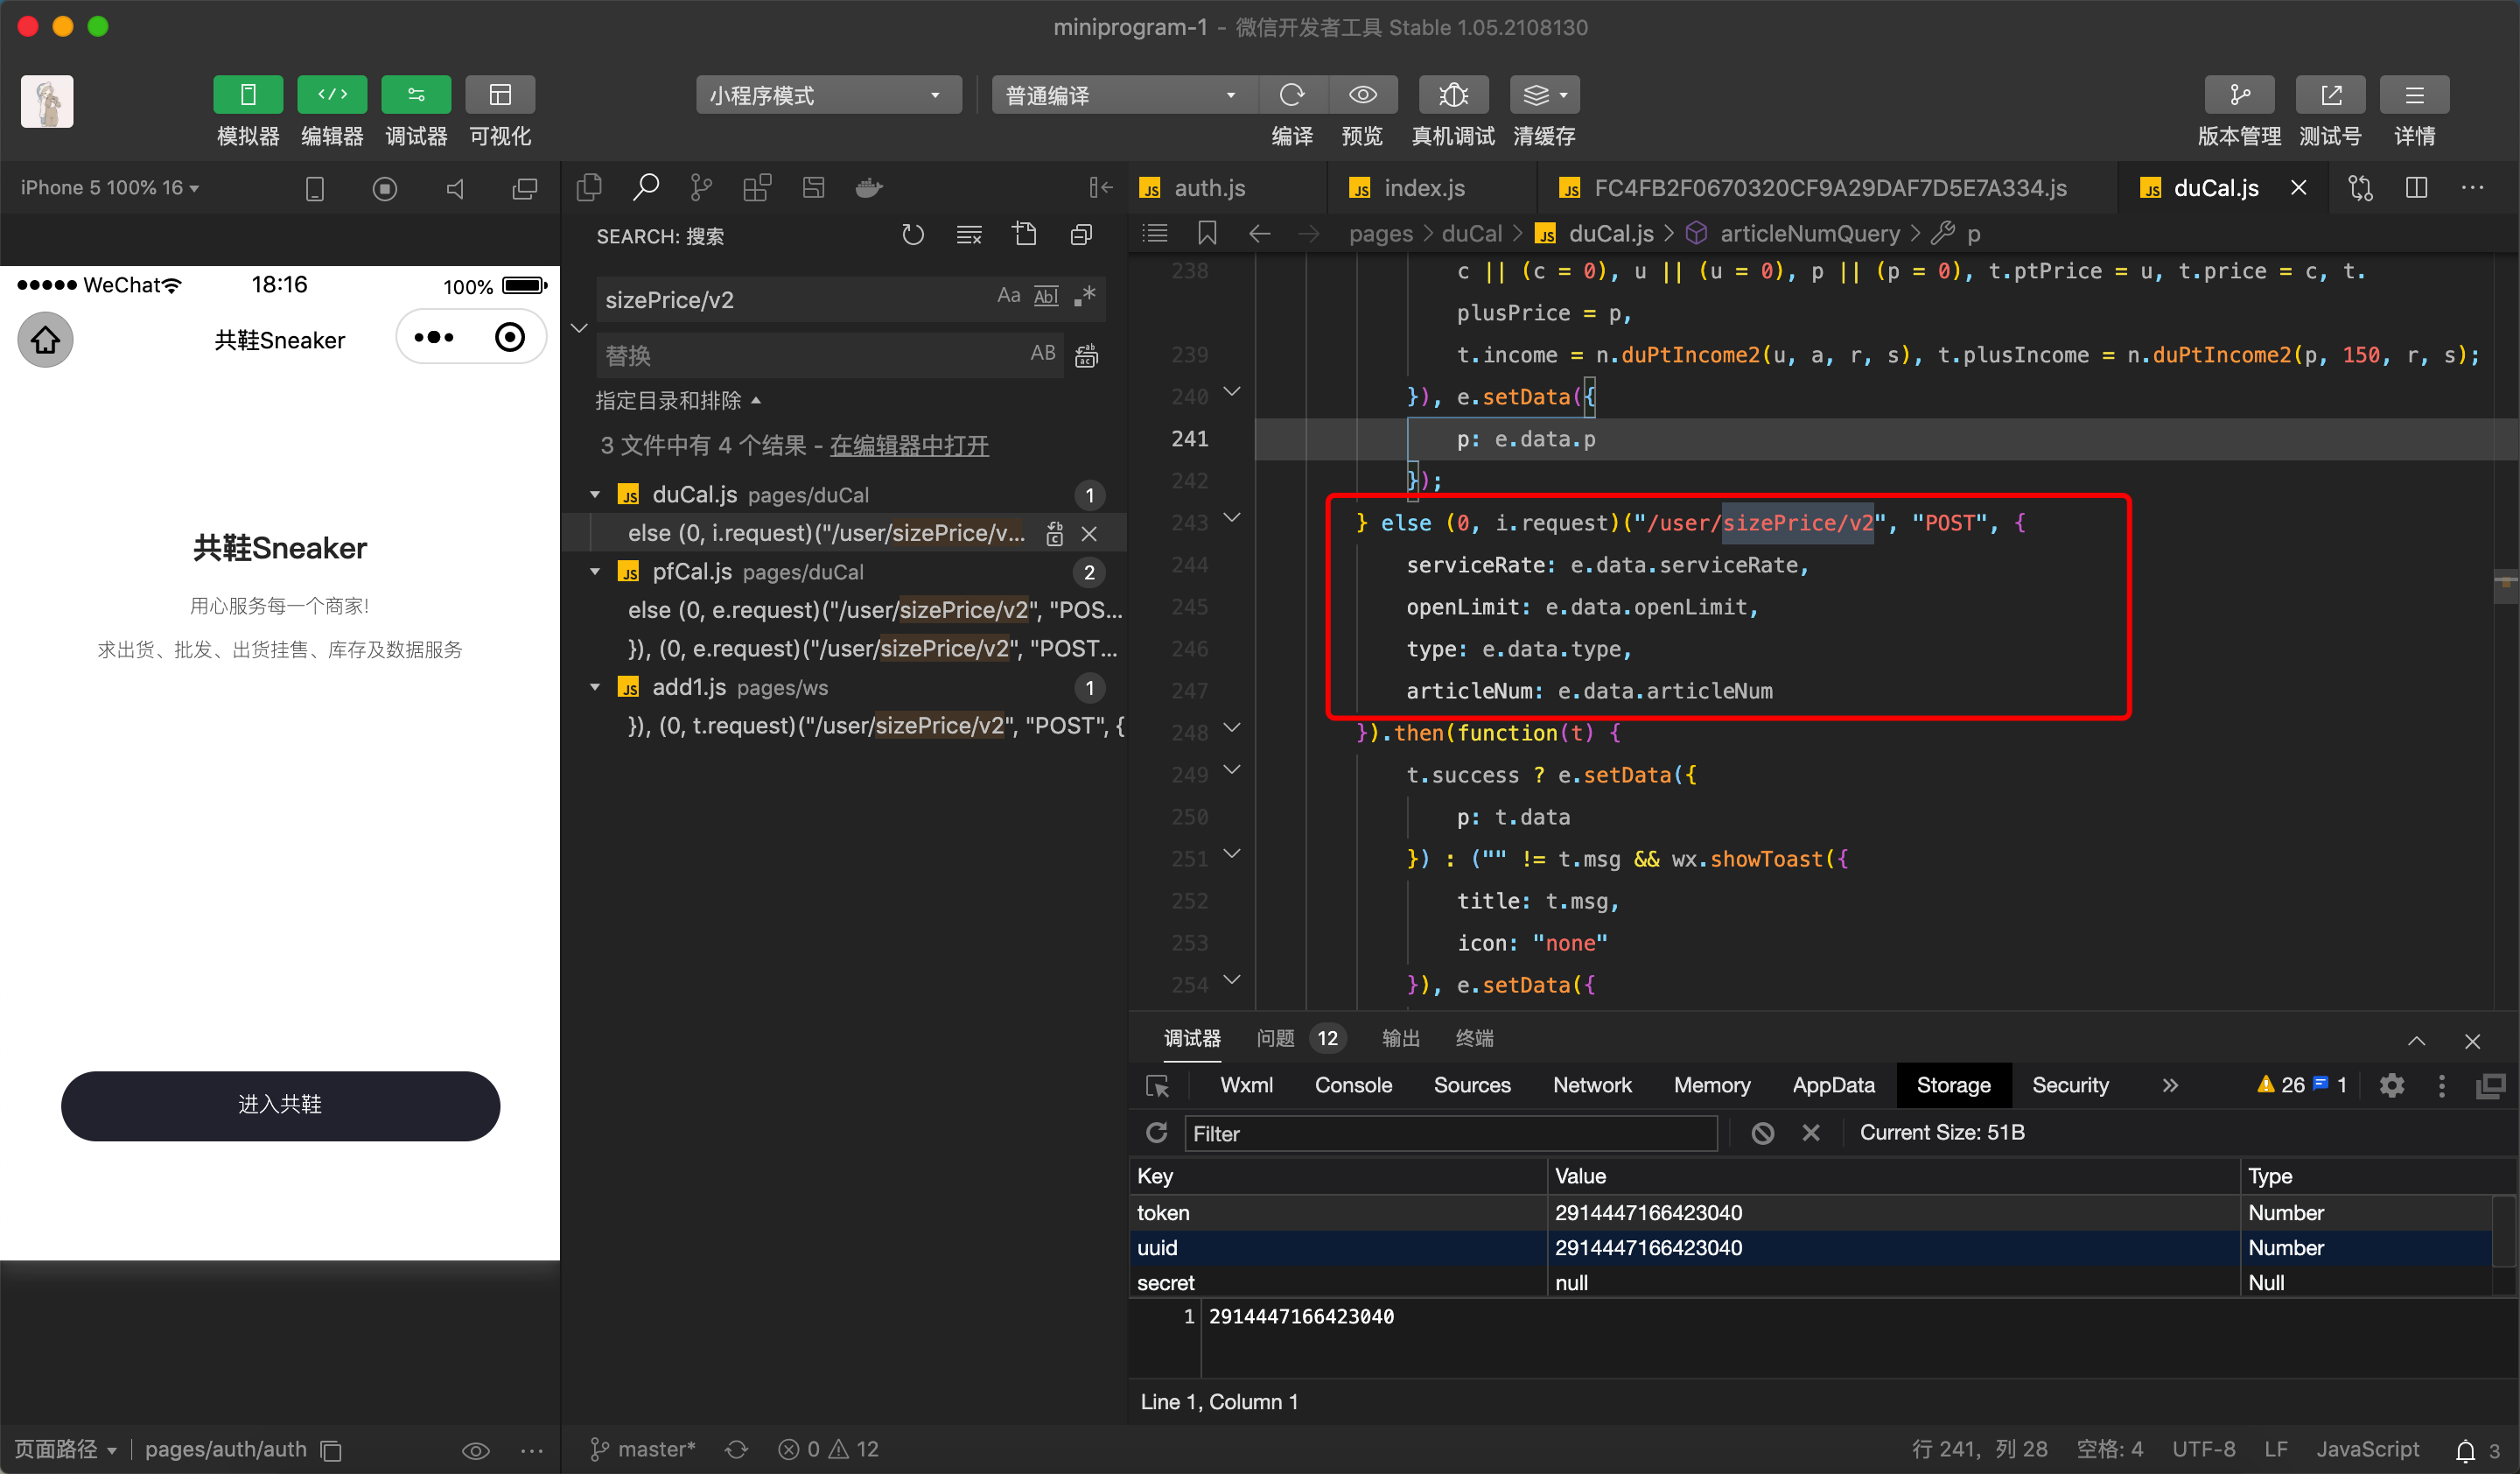 miniprogram-1 - 微信开发者工具 Stable 1.05.2108130
小程序模式
普通编译
模拟器 编辑器 调试器 可视化
编译 预览 真机调试 清缓存
版本管理 测试号 详情
iPhone 5 100% 16
WeChat
18:16
100%
共鞋Sneaker
共鞋Sneaker
用心服务每一个商家!
求出货、批发、出货挂售、库存及数据服务
进入共鞋
页面路径
pages/auth/auth
SEARCH: 搜索
sizePrice/v2
Aa Abl .*
替换
AB
指定目录和排除
3 文件中有 4 个结果 - 在编辑器中打开
JS duCal.js pages/duCal 1
else (0, i.request)("/user/sizePrice/v...
JS pfCal.js pages/duCal 2
else (0, e.request)("/user/sizePrice/v2", "POS...
}), (0, e.request)("/user/sizePrice/v2", "POST...
JS add1.js pages/ws 1
}), (0, t.request)("/user/sizePrice/v2", "POST", {
JS auth.js
JS index.js
JS FC4FB2F0670320CF9A29DAF7D5E7A334.js
JS duCal.js
pages > duCal > JS duCal.js > articleNumQuery > p
238 c || (c = 0), u || (u = 0), p || (p = 0), t.ptPrice = u, t.price = c, t.
plusPrice = p,
239 t.income = n.duPtIncome2(u, a, r, s), t.plusIncome = n.duPtIncome2(p, 150, r, s);
240 }), e.setData({
241 p: e.data.p
242 });
243 } else (0, i.request)("/user/sizePrice/v2", "POST", {
244 serviceRate: e.data.serviceRate,
245 openLimit: e.data.openLimit,
246 type: e.data.type,
247 articleNum: e.data.articleNum
248 }).then(function(t) {
249 t.success ? e.setData({
250 p: t.data
251 }) : ("" != t.msg && wx.showToast({
252 title: t.msg,
253 icon: "none"
254 }), e.setData({
调试器 问题 12 输出 终端
Wxml Console Sources Network Memory AppData Storage Security
26 1
Filter
Current Size: 51B
Key Value Type
token 2914447166423040 Number
uuid 2914447166423040 Number
secret null Null
1 2914447166423040
Line 1, Column 1
master*
0 12
行 241, 列 28 空格: 4 UTF-8 LF JavaScript 3